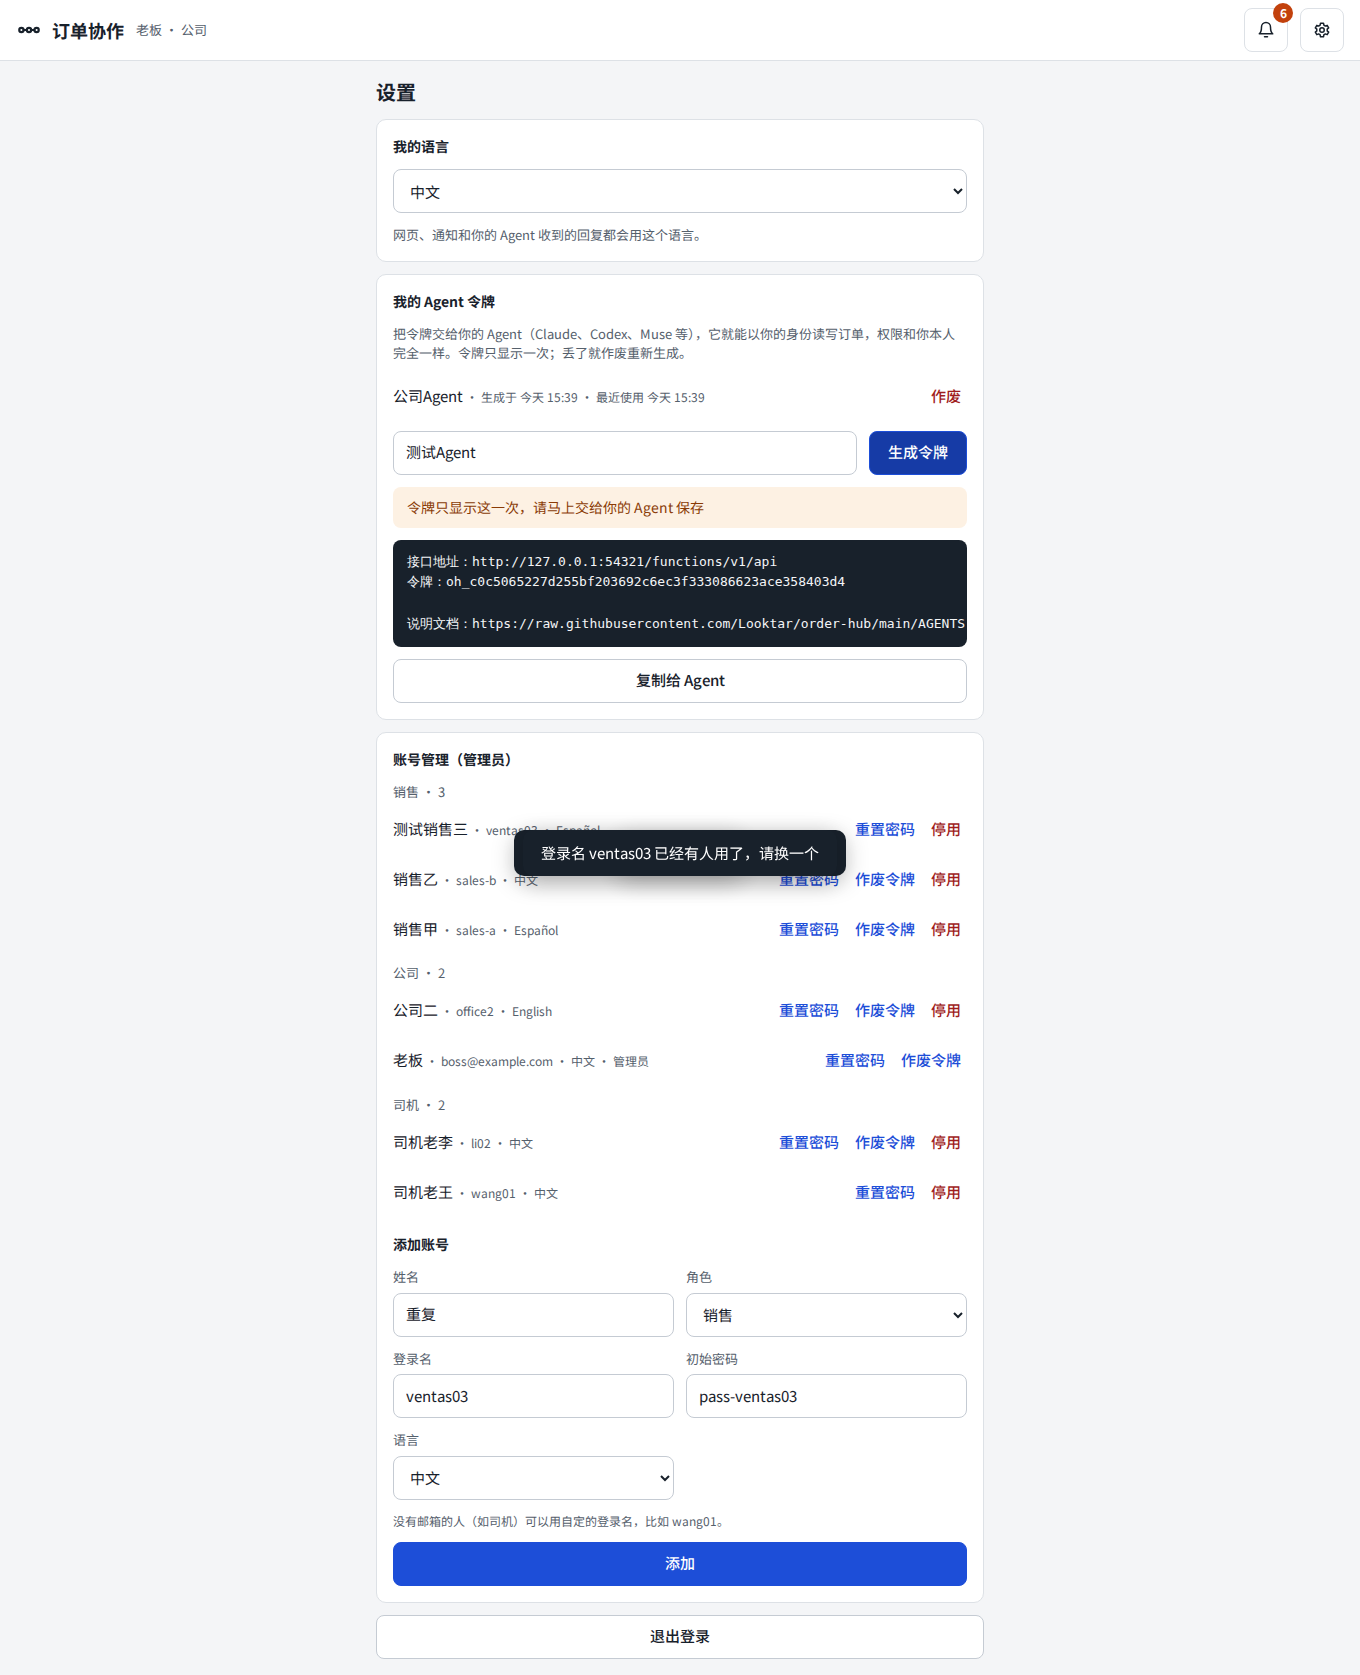 订单协作 老板 · 公司 6
设置
我的语言
中文
网页、通知和你的 Agent 收到的回复都会用这个语言。
我的 Agent 令牌
把令牌交给你的 Agent（Claude、Codex、Muse 等），它就能以你的身份读写订单，权限和你本人
完全一样。令牌只显示一次；丢了就作废重新生成。
公司Agent · 生成于 今天 15:39 · 最近使用 今天 15:39 作废
测试Agent 生成令牌
令牌只显示这一次，请马上交给你的 Agent 保存
接口地址：http://127.0.0.1:54321/functions/v1/api
令牌：oh_c0c5065227d255bf203692c6ec3f333086623ace358403d4
说明文档：https://raw.githubusercontent.com/Looktar/order-hub/main/AGENTS
复制给 Agent
账号管理（管理员）
销售 · 3
测试销售三 · ventas03 · Español 重置密码 停用
登录名 ventas03 已经有人用了，请换一个
销售乙 · sales-b · 中文 重置密码 作废令牌 停用
销售甲 · sales-a · Español 重置密码 作废令牌 停用
公司 · 2
公司二 · office2 · English 重置密码 作废令牌 停用
老板 · boss@example.com · 中文 · 管理员 重置密码 作废令牌
司机 · 2
司机老李 · li02 · 中文 重置密码 作废令牌 停用
司机老王 · wang01 · 中文 重置密码 停用
添加账号
姓名 角色
重复 销售
登录名 初始密码
ventas03 pass-ventas03
语言
中文
没有邮箱的人（如司机）可以用自定的登录名，比如 wang01。
添加
退出登录